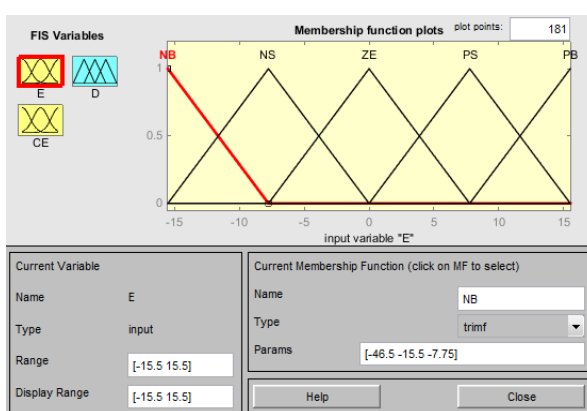 FIS Variables
Membership function plots
plot points:
181
E
D
CE
NB
NS
ZE
PS
PB
1
0.5
0
-15
-10
-5
0
5
10
15
input variable "E"
Current Variable
Name
E
Type
input
Range
[-15.5 15.5]
Display Range
[-15.5 15.5]
Current Membership Function (click on MF to select)
Name
NB
Type
trimf
Params
[-46.5 -15.5 -7.75]
Help
Close